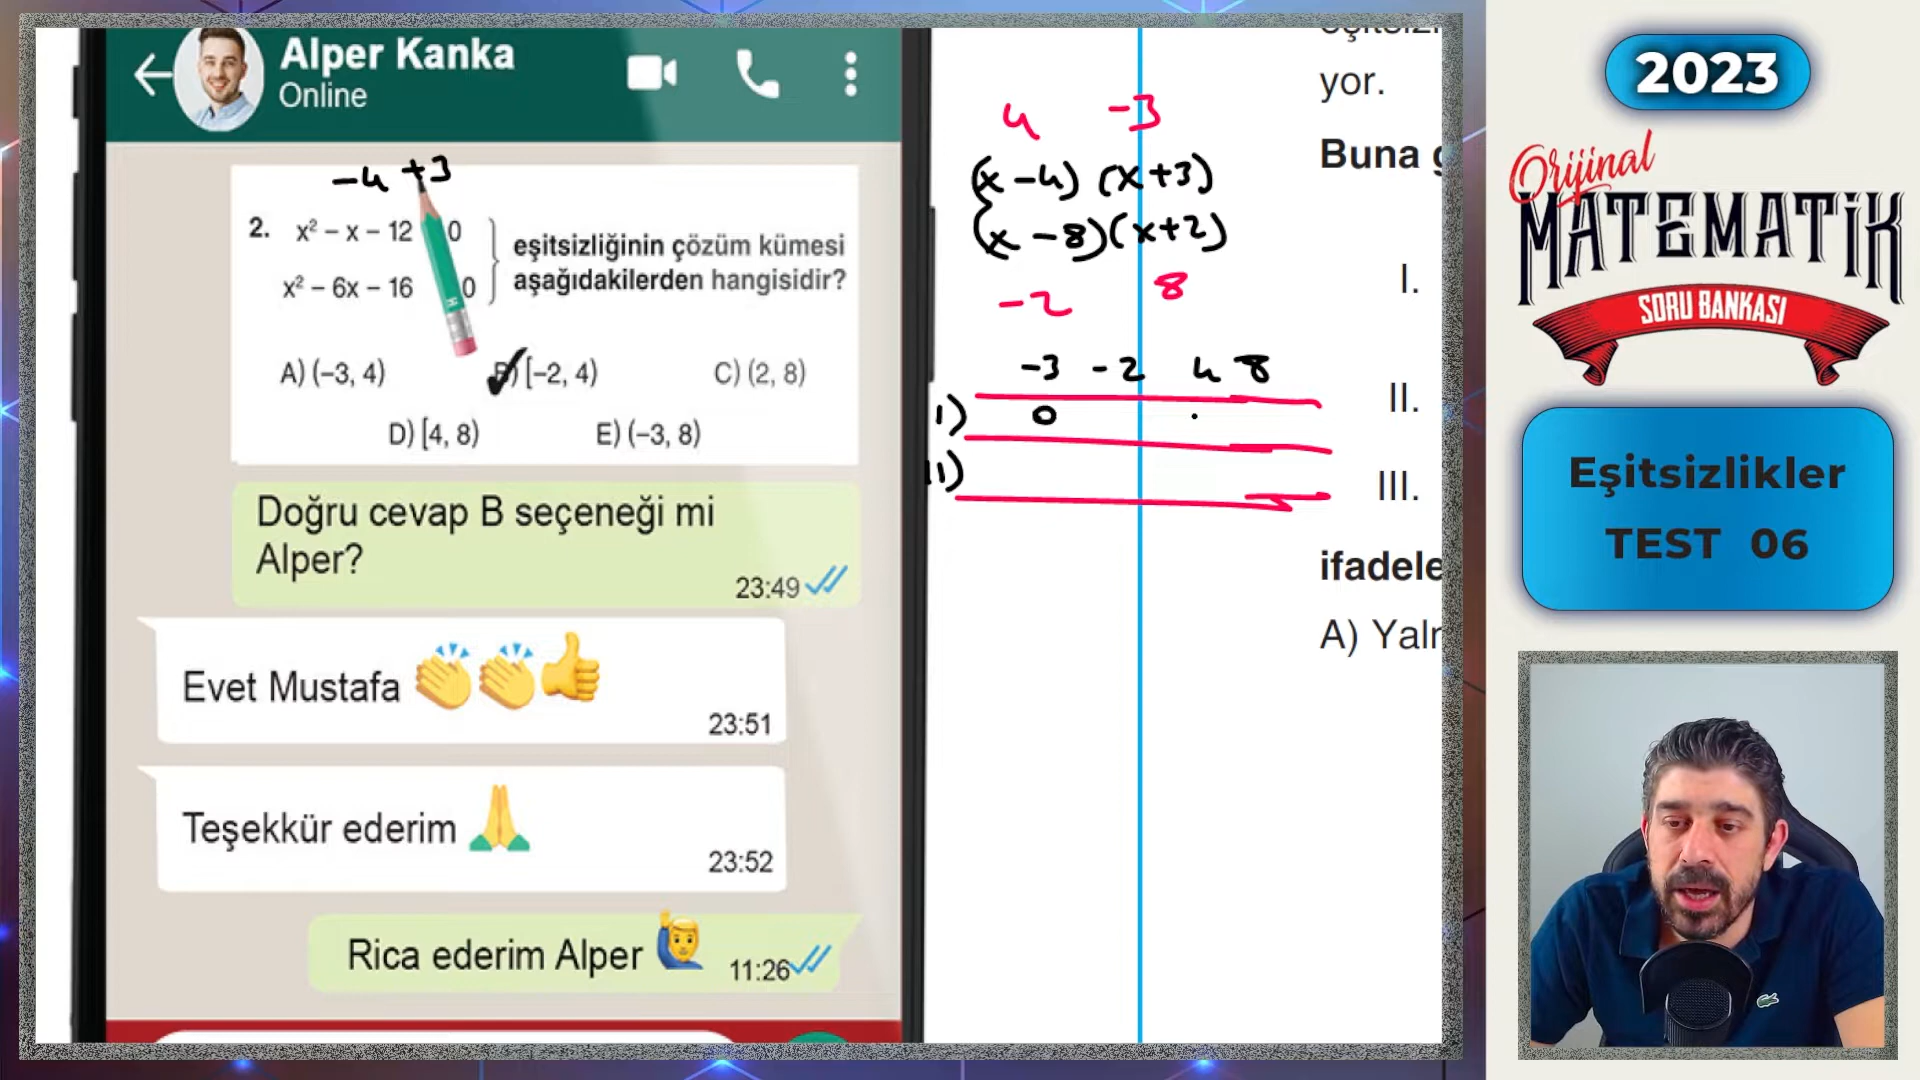 Alper Kanka
Online
-4 +3
2. x² − x − 12 0
x² − 6x − 16 0
eşitsizliğinin çözüm kümesi
aşağıdakilerden hangisidir?
A) (−3, 4) B) [−2, 4) C) (2, 8)
D) [4, 8) E) (−3, 8)
Doğru cevap B seçeneği mi
Alper?
23:49
Evet Mustafa 👏👏👍
23:51
Teşekkür ederim 🙏
23:52
Rica ederim Alper 🙋‍♂️
11:26
4 -3
(x-4) (x+3)
(x-8)(x+2)
-2 8
-3 -2 4 8
I) 0 .
II)
yor.
Buna
I.
II.
III.
ifadele
A) Yalr
2023
Orijinal
MATEMATİK
SORU BANKASI
Eşitsizlikler
TEST 06